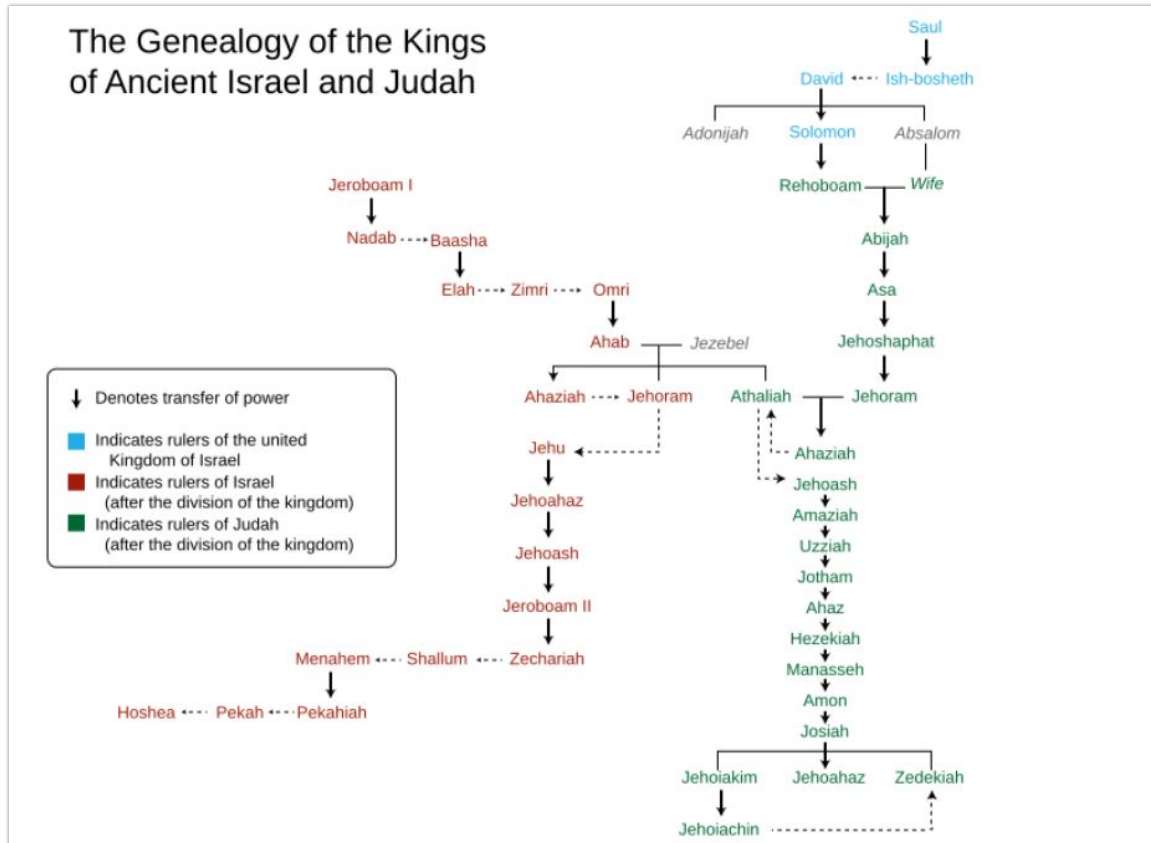 The Genealogy of the Kings
of Ancient Israel and Judah
Saul
David Ish-bosheth
Adonijah Solomon Absalom
Jeroboam I Rehoboam Wife
Nadab Baasha Abijah
Elah Zimri Omri Asa
Ahab Jezebel Jehoshaphat
Ahaziah Jehoram Athaliah Jehoram
Jehu Ahaziah
Jehoash
Jehoahaz Amaziah
Jehoash Uzziah
Jotham
Jeroboam II Ahaz
Hezekiah
Menahem Shallum Zechariah Manasseh
Hoshea Pekah Pekahiah Amon
Josiah
Jehoiakim Jehoahaz Zedekiah
Jehoiachin
Denotes transfer of power
Indicates rulers of the united
Kingdom of Israel
Indicates rulers of Israel
(after the division of the kingdom)
Indicates rulers of Judah
(after the division of the kingdom)